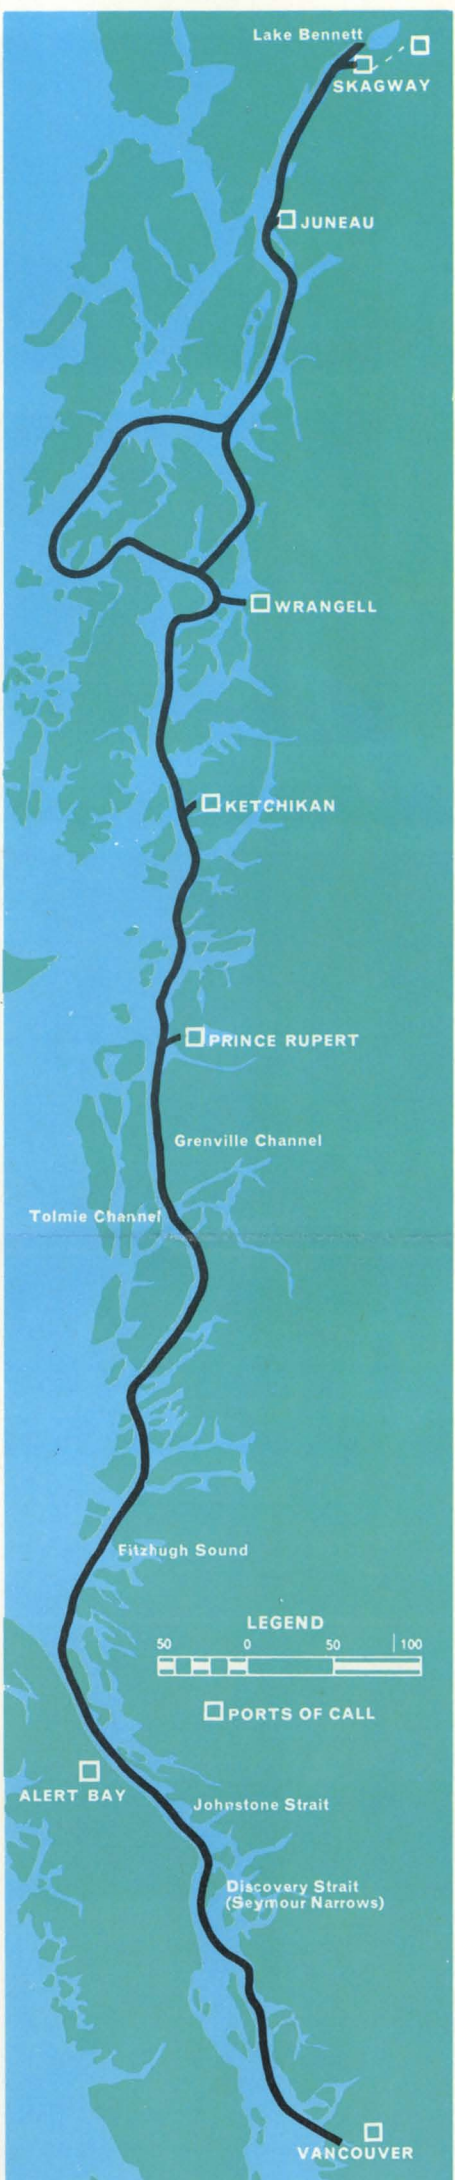 Lake Bennett
SKAGWAY
JUNEAU
WRANGELL
KETCHIKAN
PRINCE RUPERT
Grenville Channel
Tolmie Channel
Fitzhugh Sound
LEGEND
50 0 50 100
PORTS OF CALL
ALERT BAY
Johnstone Strait
Discovery Strait
(Seymour Narrows)
VANCOUVER